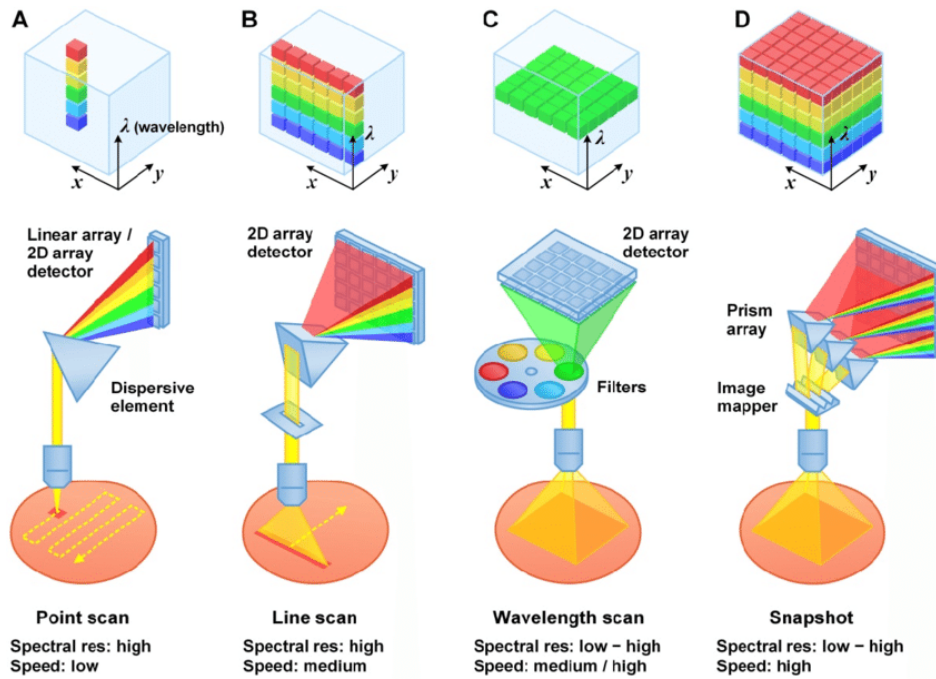 A
λ (wavelength)
x
y
Linear array /
2D array
detector
Dispersive
element
Point scan
Spectral res: high
Speed: low
B
λ
x
y
2D array
detector
Line scan
Spectral res: high
Speed: medium
C
λ
x
y
2D array
detector
Filters
Wavelength scan
Spectral res: low – high
Speed: medium / high
D
λ
x
y
Prism
array
Image
mapper
Snapshot
Spectral res: low – high
Speed: high